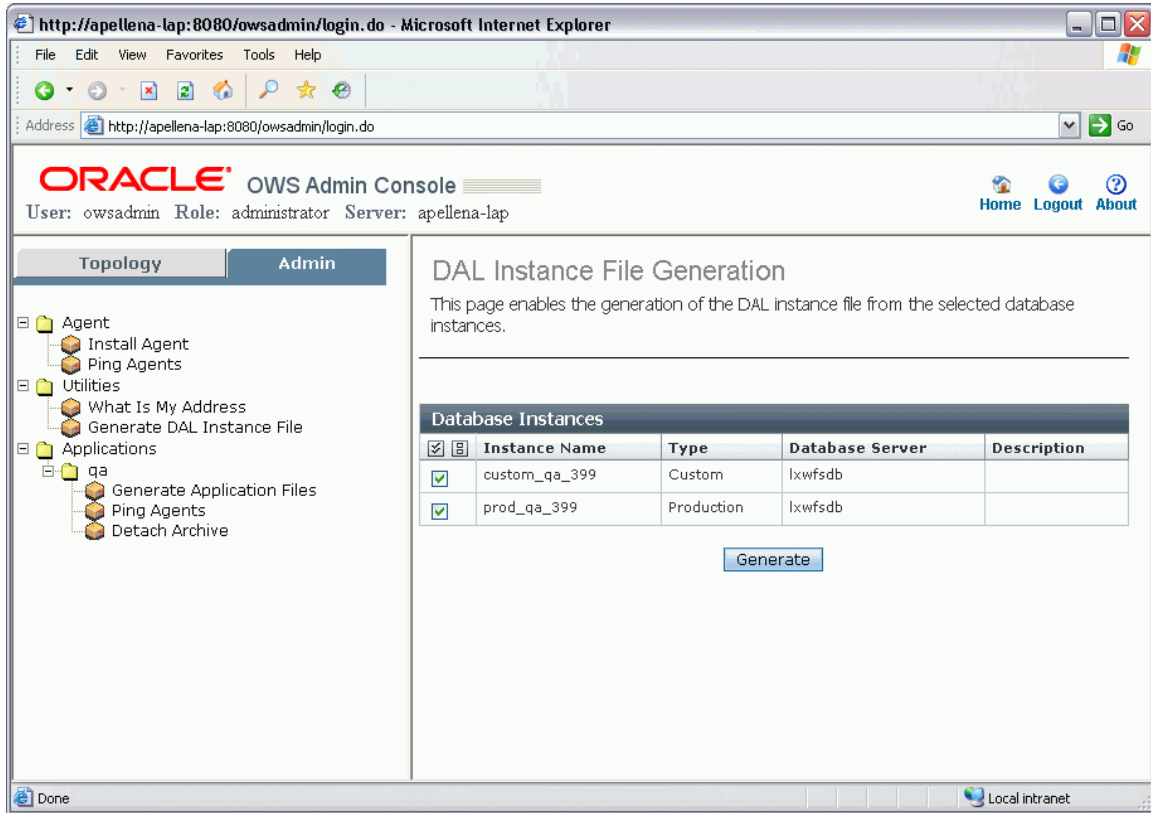 http://apellena-lap:8080/owsadmin/login.do - Microsoft Internet Explorer
File Edit View Favorites Tools Help
Address http://apellena-lap:8080/owsadmin/login.do Go
ORACLE OWS Admin Console
User: owsadmin Role: administrator Server: apellena-lap
Home Logout About
Topology Admin
Agent
Install Agent
Ping Agents
Utilities
What Is My Address
Generate DAL Instance File
Applications
qa
Generate Application Files
Ping Agents
Detach Archive
DAL Instance File Generation
This page enables the generation of the DAL instance file from the selected database
instances.
Database Instances
Instance Name Type Database Server Description
custom_qa_399 Custom lxwfsdb
prod_qa_399 Production lxwfsdb
Generate
Done Local intranet